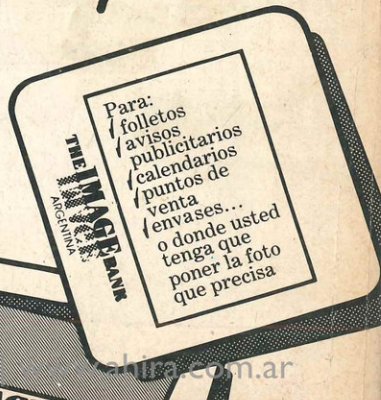 Para:
✓folletos
✓avisos
publicitarios
✓calendarios
✓puntos de
venta
✓envases...
o donde usted
tenga que
poner la foto
que precisa
THE IMAGE BANK
ARGENTINA
ahira.com.ar